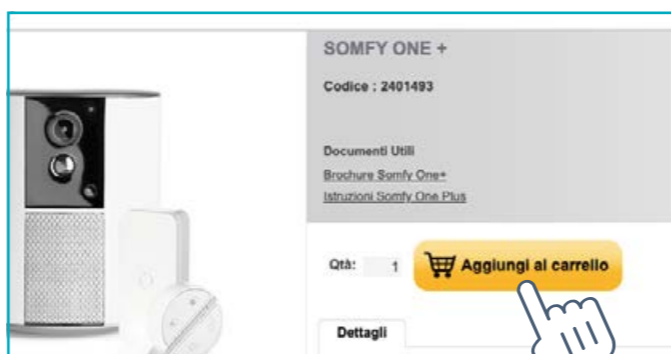 SOMFY ONE +
Codice : 2401493
Documenti Utili
Brochure Somfy One+
Istruzioni Somfy One Plus
Qtà: 1 Aggiungi al carrello
Dettagli